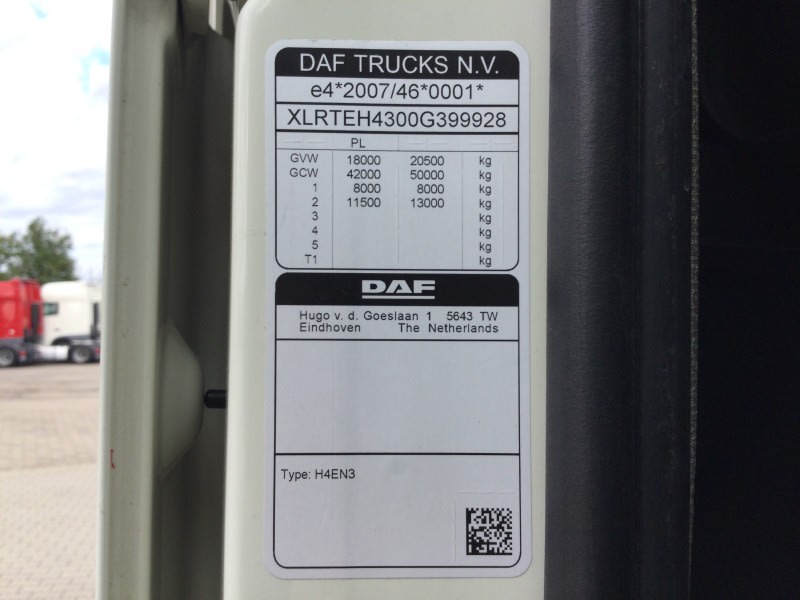 DAF TRUCKS N.V.
e4*2007/46*0001*
XLRTEH4300G399928
PL
GVW 18000 20500 kg
GCW 42000 50000 kg
1 8000 8000 kg
2 11500 13000 kg
3 kg
4 kg
5 kg
T1 kg
DAF
Hugo v. d. Goeslaan 1 5643 TW
Eindhoven The Netherlands
Type: H4EN3